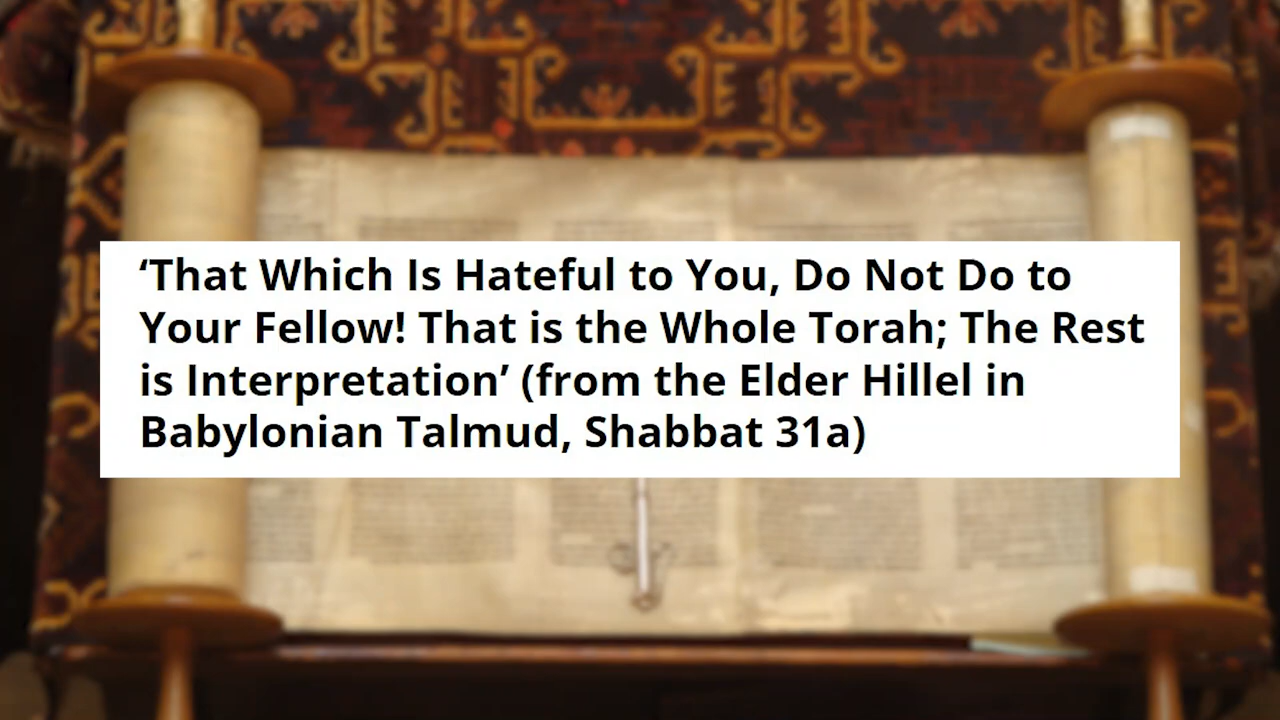 ‘That Which Is Hateful to You, Do Not Do to
Your Fellow! That is the Whole Torah; The Rest
is Interpretation’ (from the Elder Hillel in
Babylonian Talmud, Shabbat 31a)